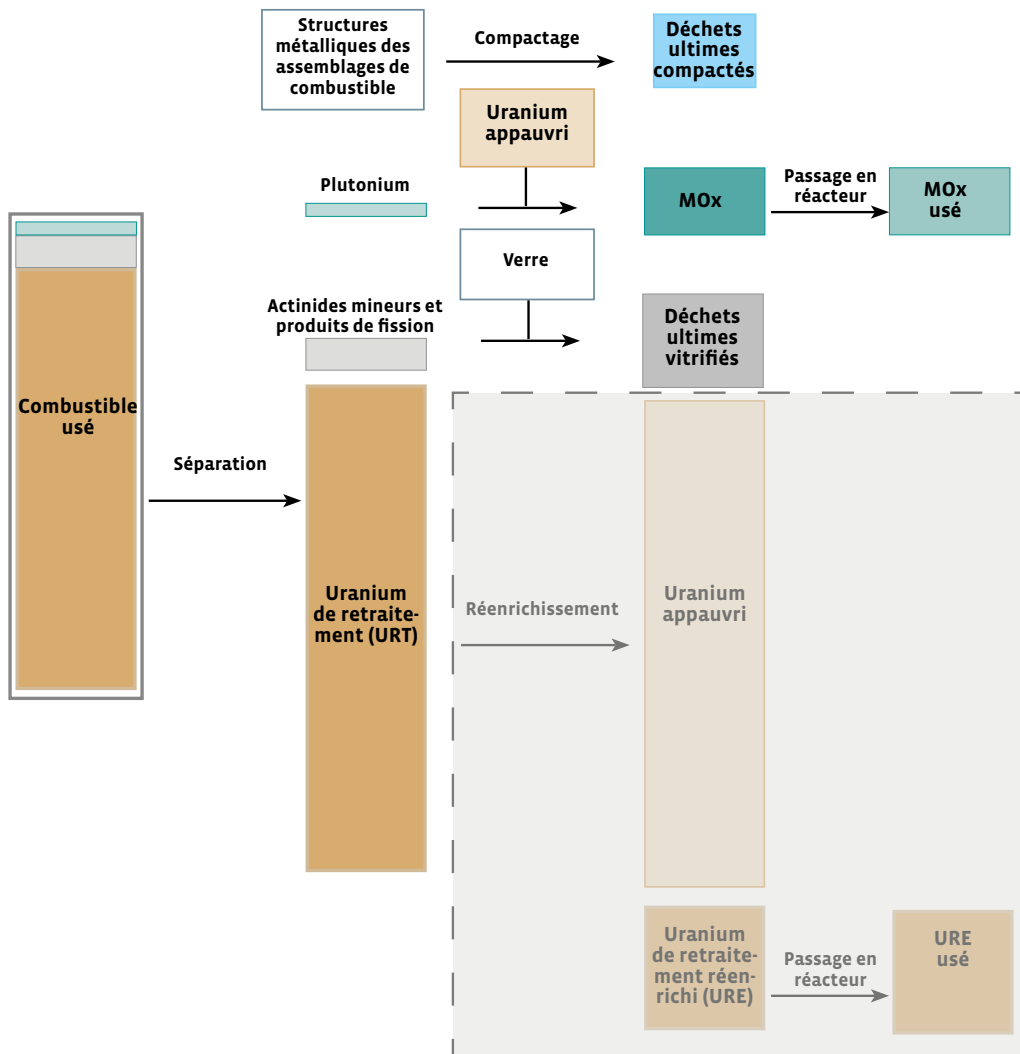 Structures
métalliques des
assemblages de
combustible
Compactage
Déchets
ultimes
compactés
Uranium
appauvri
Plutonium
MOx
Passage en
réacteur
MOx
usé
Verre
Actinides mineurs et
produits de fission
Déchets
ultimes
vitrifiés
Combustible
usé
Séparation
Uranium
de retraite-
ment (URT)
Réenrichissement
Uranium
appauvri
Uranium
de retraite-
ment réen-
richi (URE)
Passage en
réacteur
URE
usé